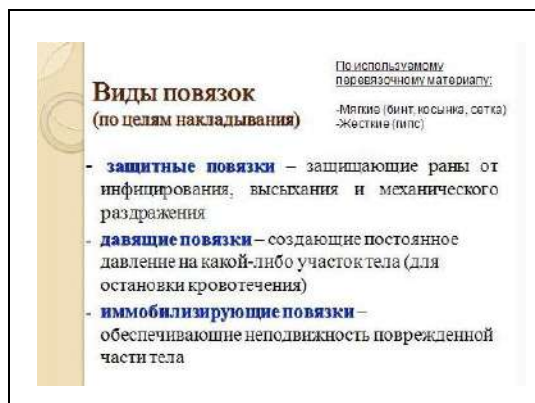 По используемому
перевязочному материалу:
-Мягкие (бинт, косынка, сетка)
-Жесткие (гипс)
Виды повязок
(по целям накладывания)
- защитные повязки – защищающие раны от
инфицирования, высыхания и механического
раздражения
- давящие повязки – создающие постоянное
давление на какой-либо участок тела (для
остановки кровотечения)
- иммобилизирующие повязки –
обеспечивающие неподвижность поврежденной
части тела